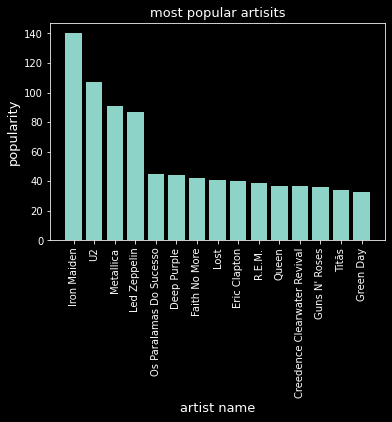 most popular artisits
popularity
140
120
100
80
60
40
20
0
Iron Maiden
U2
Metallica
Led Zeppelin
Os Paralamas Do Sucesso
Deep Purple
Faith No More
Lost
Eric Clapton
R.E.M.
Queen
Creedence Clearwater Revival
Guns N' Roses
Titãs
Green Day
artist name